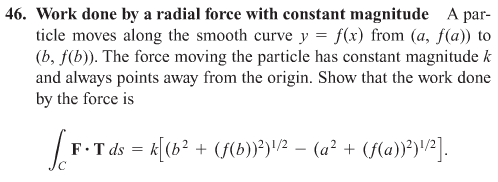 46. Work done by a radial force with constant magnitude A par-
ticle moves along the smooth curve y = f(x) from (a, f(a)) to
(b, f(b)). The force moving the particle has constant magnitude k
and always points away from the origin. Show that the work done
by the force is
∫_C F · T ds = k[(b² + (f(b))²)^{1/2} − (a² + (f(a))²)^{1/2}].